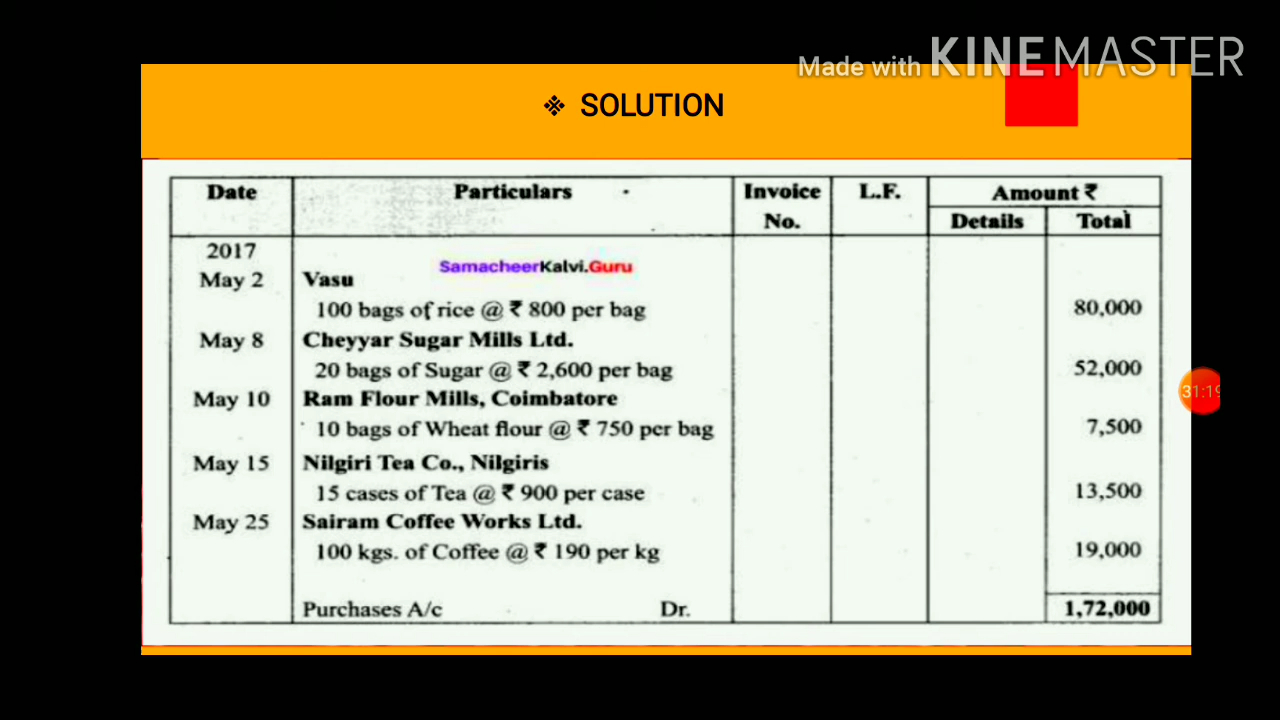 Made with KINEMASTER
❖ SOLUTION
Date Particulars Invoice No. L.F. Amount ₹
Details Total
2017
SamacheerKalvi.Guru
May 2 Vasu
100 bags of rice @ ₹ 800 per bag 80,000
May 8 Cheyyar Sugar Mills Ltd.
20 bags of Sugar @ ₹ 2,600 per bag 52,000
May 10 Ram Flour Mills, Coimbatore
10 bags of Wheat flour @ ₹ 750 per bag 7,500
May 15 Nilgiri Tea Co., Nilgiris
15 cases of Tea @ ₹ 900 per case 13,500
May 25 Sairam Coffee Works Ltd.
100 kgs. of Coffee @ ₹ 190 per kg 19,000
Purchases A/c Dr. 1,72,000
31:19